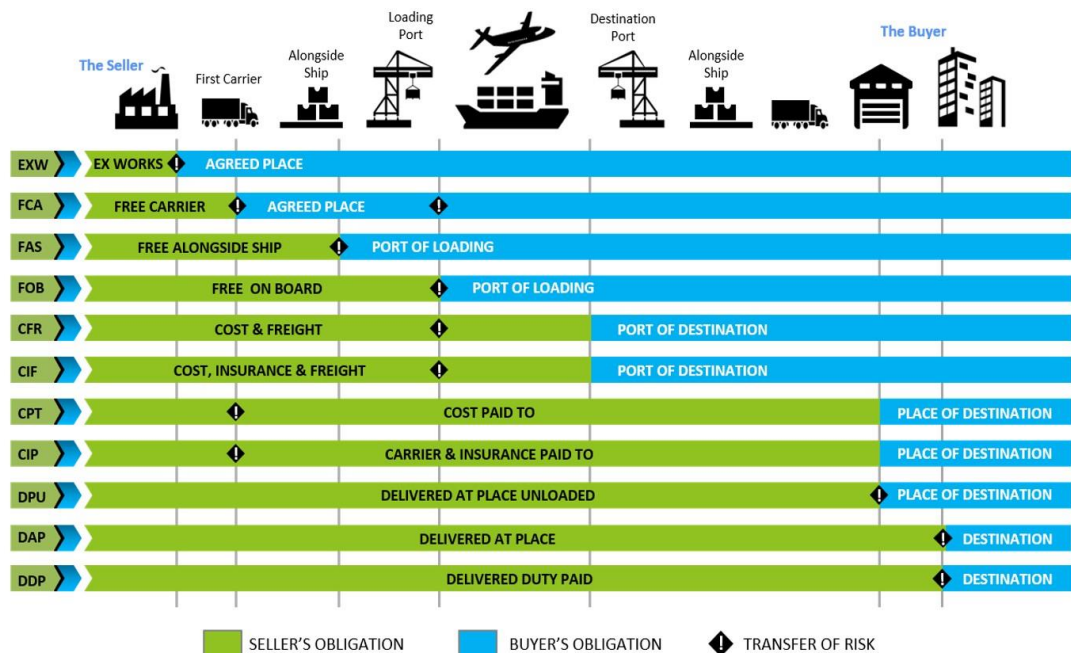 Loading
Port
Destination
Port
The Buyer
The Seller
Alongside
Ship
Alongside
Ship
First Carrier
EXW EX WORKS ! AGREED PLACE
FCA FREE CARRIER ! AGREED PLACE !
FAS FREE ALONGSIDE SHIP ! PORT OF LOADING
FOB FREE ON BOARD ! PORT OF LOADING
CFR COST & FREIGHT ! PORT OF DESTINATION
CIF COST, INSURANCE & FREIGHT ! PORT OF DESTINATION
CPT ! COST PAID TO PLACE OF DESTINATION
CIP ! CARRIER & INSURANCE PAID TO PLACE OF DESTINATION
DPU DELIVERED AT PLACE UNLOADED ! PLACE OF DESTINATION
DAP DELIVERED AT PLACE ! DESTINATION
DDP DELIVERED DUTY PAID ! DESTINATION
SELLER'S OBLIGATION BUYER'S OBLIGATION ! TRANSFER OF RISK